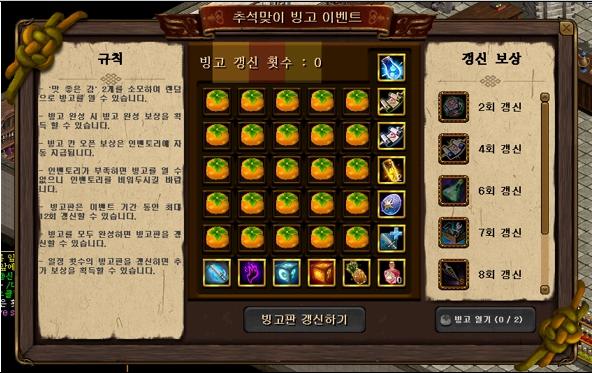 추석맞이 빙고 이벤트
규칙
- '맛 좋은 감' 2개를 소모하여 랜덤
으로 빙고를 열 수 있습니다.
- 빙고 완성 시 빙고 완성 보상을 획
득 할 수 있습니다.
- 빙고 칸 오픈 보상은 인벤토리에 자
동 지급됩니다.
- 인벤토리가 부족하면 빙고를 열 수
없으니 인벤토리를 비워두시길 바랍
니다.
- 빙고판은 이벤트 기간 동안 최대
12회 갱신할 수 있습니다.
- 빙고를 모두 완성하면 빙고판을 갱
신할 수 있습니다.
- 일정 횟수의 빙고판을 갱신하면 추
가 보상을 획득할 수 있습니다.
빙고 갱신 횟수 : 0
빙고판 갱신하기
갱신 보상
2회 갱신
4회 갱신
6회 갱신
7회 갱신
8회 갱신
빙고 열기 (0 / 2)